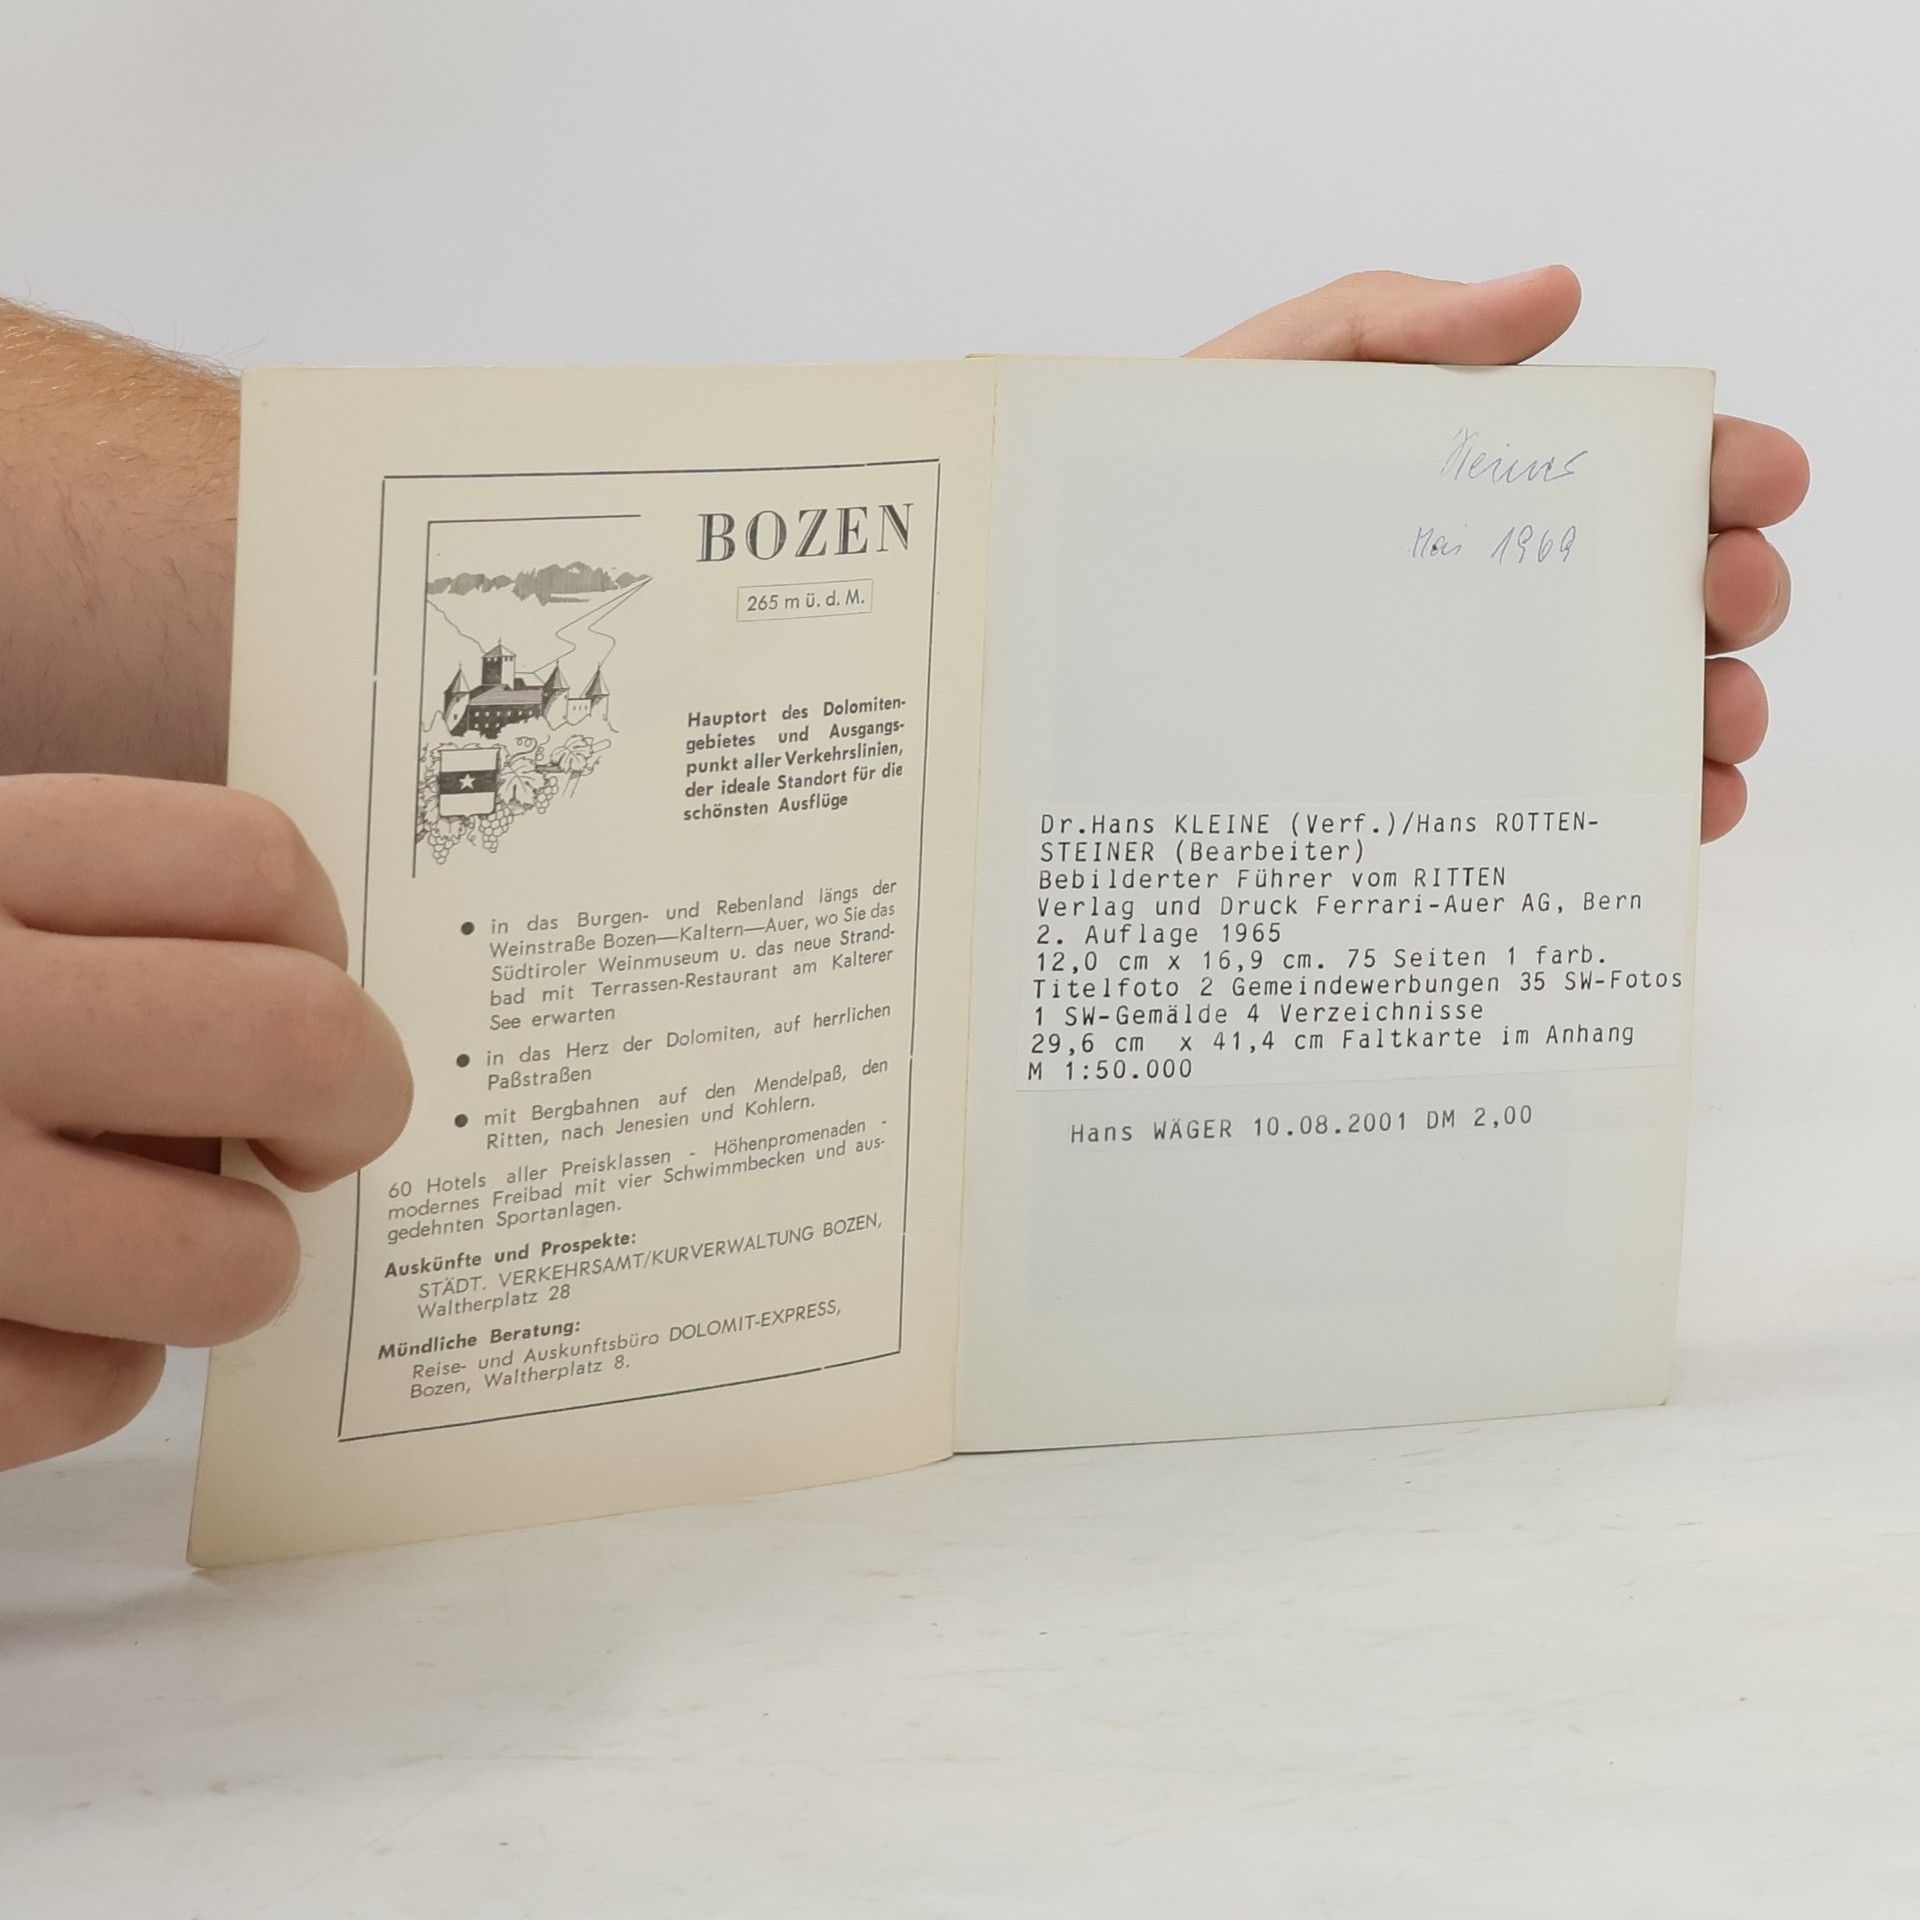 BOZEN
265 m ü. d. M.
Hauptort des Dolomiten-
gebietes und Ausgangs-
punkt aller Verkehrslinien,
der ideale Standort für die
schönsten Ausflüge
● in das Burgen- und Rebenland längs der
Weinstraße Bozen—Kaltern—Auer, wo Sie das
Südtiroler Weinmuseum u. das neue Strand-
bad mit Terrassen-Restaurant am Kalterer
See erwarten
● in das Herz der Dolomiten, auf herrlichen
Paßstraßen
● mit Bergbahnen auf den Mendelpaß, den
Ritten, nach Jenesien und Kohlern.
60 Hotels aller Preisklassen - Höhenpromenaden -
modernes Freibad mit vier Schwimmbecken und aus-
gedehnten Sportanlagen.
Auskünfte und Prospekte:
STÄDT. VERKEHRSAMT/KURVERWALTUNG BOZEN,
Waltherplatz 28
Mündliche Beratung:
Reise- und Auskunftsbüro DOLOMIT-EXPRESS,
Bozen, Waltherplatz 8.
Mai 1969
Dr.Hans KLEINE (Verf.)/Hans ROTTEN-
STEINER (Bearbeiter)
Bebilderter Führer vom RITTEN
Verlag und Druck Ferrari-Auer AG, Bern
2. Auflage 1965
12,0 cm x 16,9 cm. 75 Seiten 1 farb.
Titelfoto 2 Gemeindewerbungen 35 SW-Fotos
1 SW-Gemälde 4 Verzeichnisse
29,6 cm x 41,4 cm Faltkarte im Anhang
M 1:50.000
Hans WÄGER 10.08.2001 DM 2,00